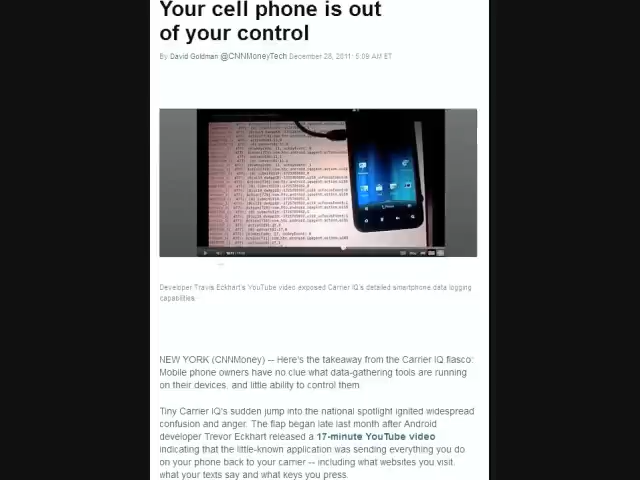 Your cell phone is out
of your control
By David Goldman @CNNMoneyTech December 28, 2011: 5:09 AM ET
Developer Travis Eckhart's YouTube video exposed Carrier IQ's detailed smartphone data logging
capabilities.
NEW YORK (CNNMoney) -- Here's the takeaway from the Carrier IQ fiasco:
Mobile phone owners have no clue what data-gathering tools are running
on their devices, and little ability to control them.
Tiny Carrier IQ's sudden jump into the national spotlight ignited widespread
confusion and anger. The flap began late last month after Android
developer Trevor Eckhart released a 17-minute YouTube video
indicating that the little-known application was sending everything you do
on your phone back to your carrier -- including what websites you visit,
what your texts say and what keys you press.